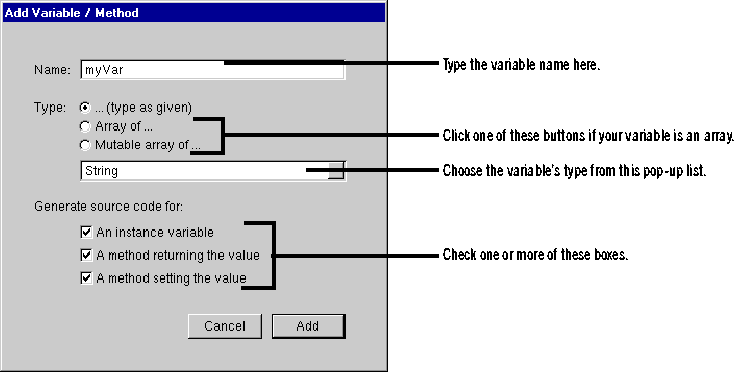 Add Variable / Method
Name: myVar
Type the variable name here.
Type: ... (type as given)
Array of ...
Mutable array of ...
Click one of these buttons if your variable is an array.
String
Choose the variable's type from this pop-up list.
Generate source code for:
An instance variable
A method returning the value
A method setting the value
Check one or more of these boxes.
Cancel Add